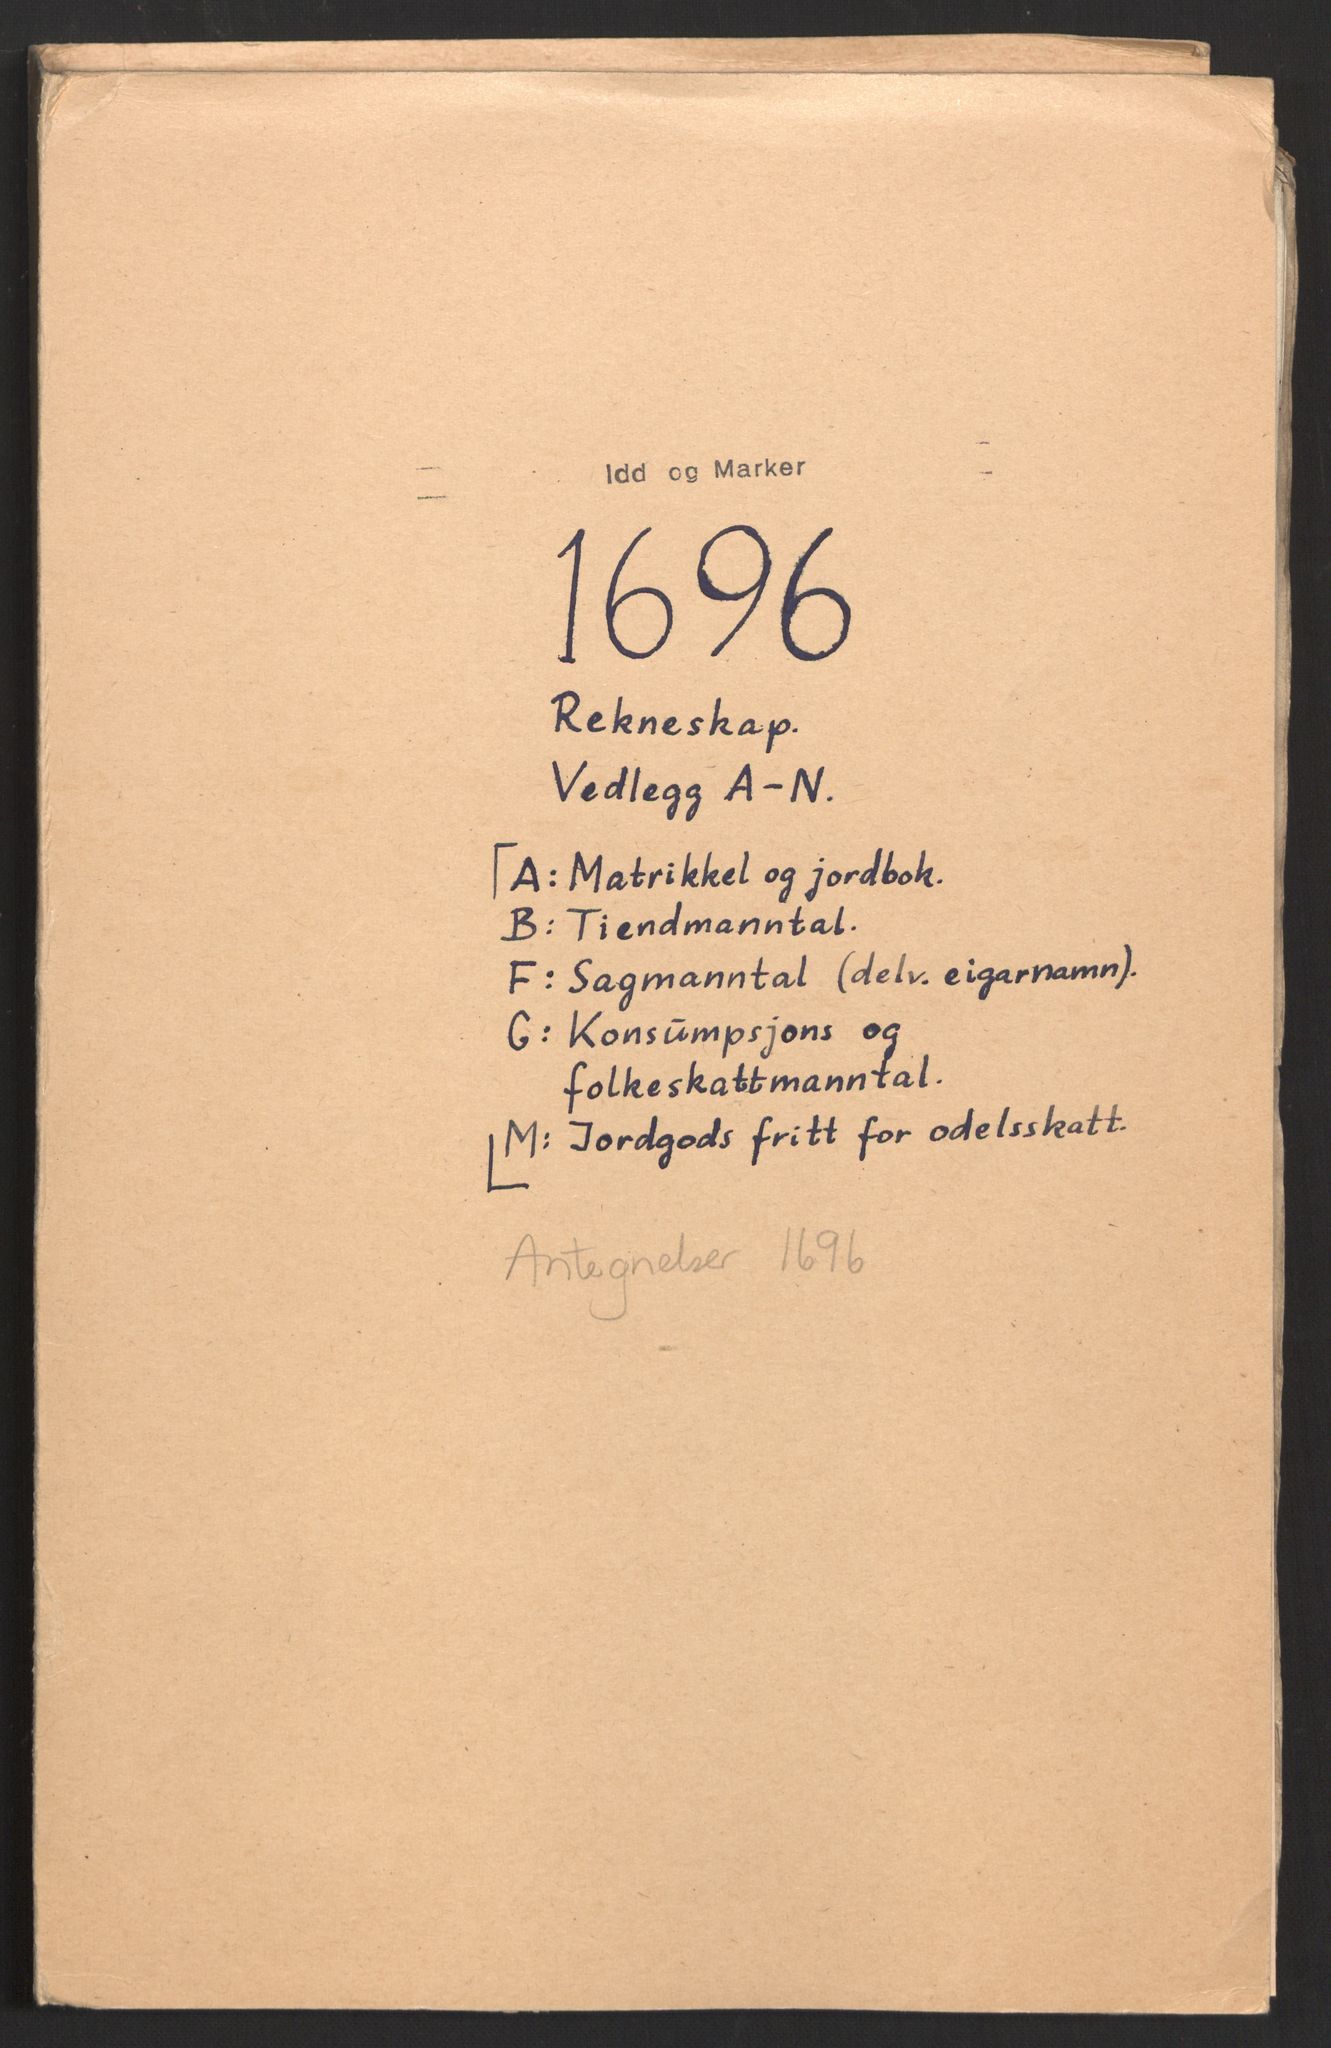 Idd og Marker
1696
Rekneskap.
Vedlegg A-N.
[A: Matrikkel og jordbok.
B: Tiendmanntal.
F: Sagmanntal (delv. eigarnamn).
G: Konsūmpsjons og
folkeskattmanntal.
M: Jordgods fritt for odelsskatt.
Antegnelser 1696